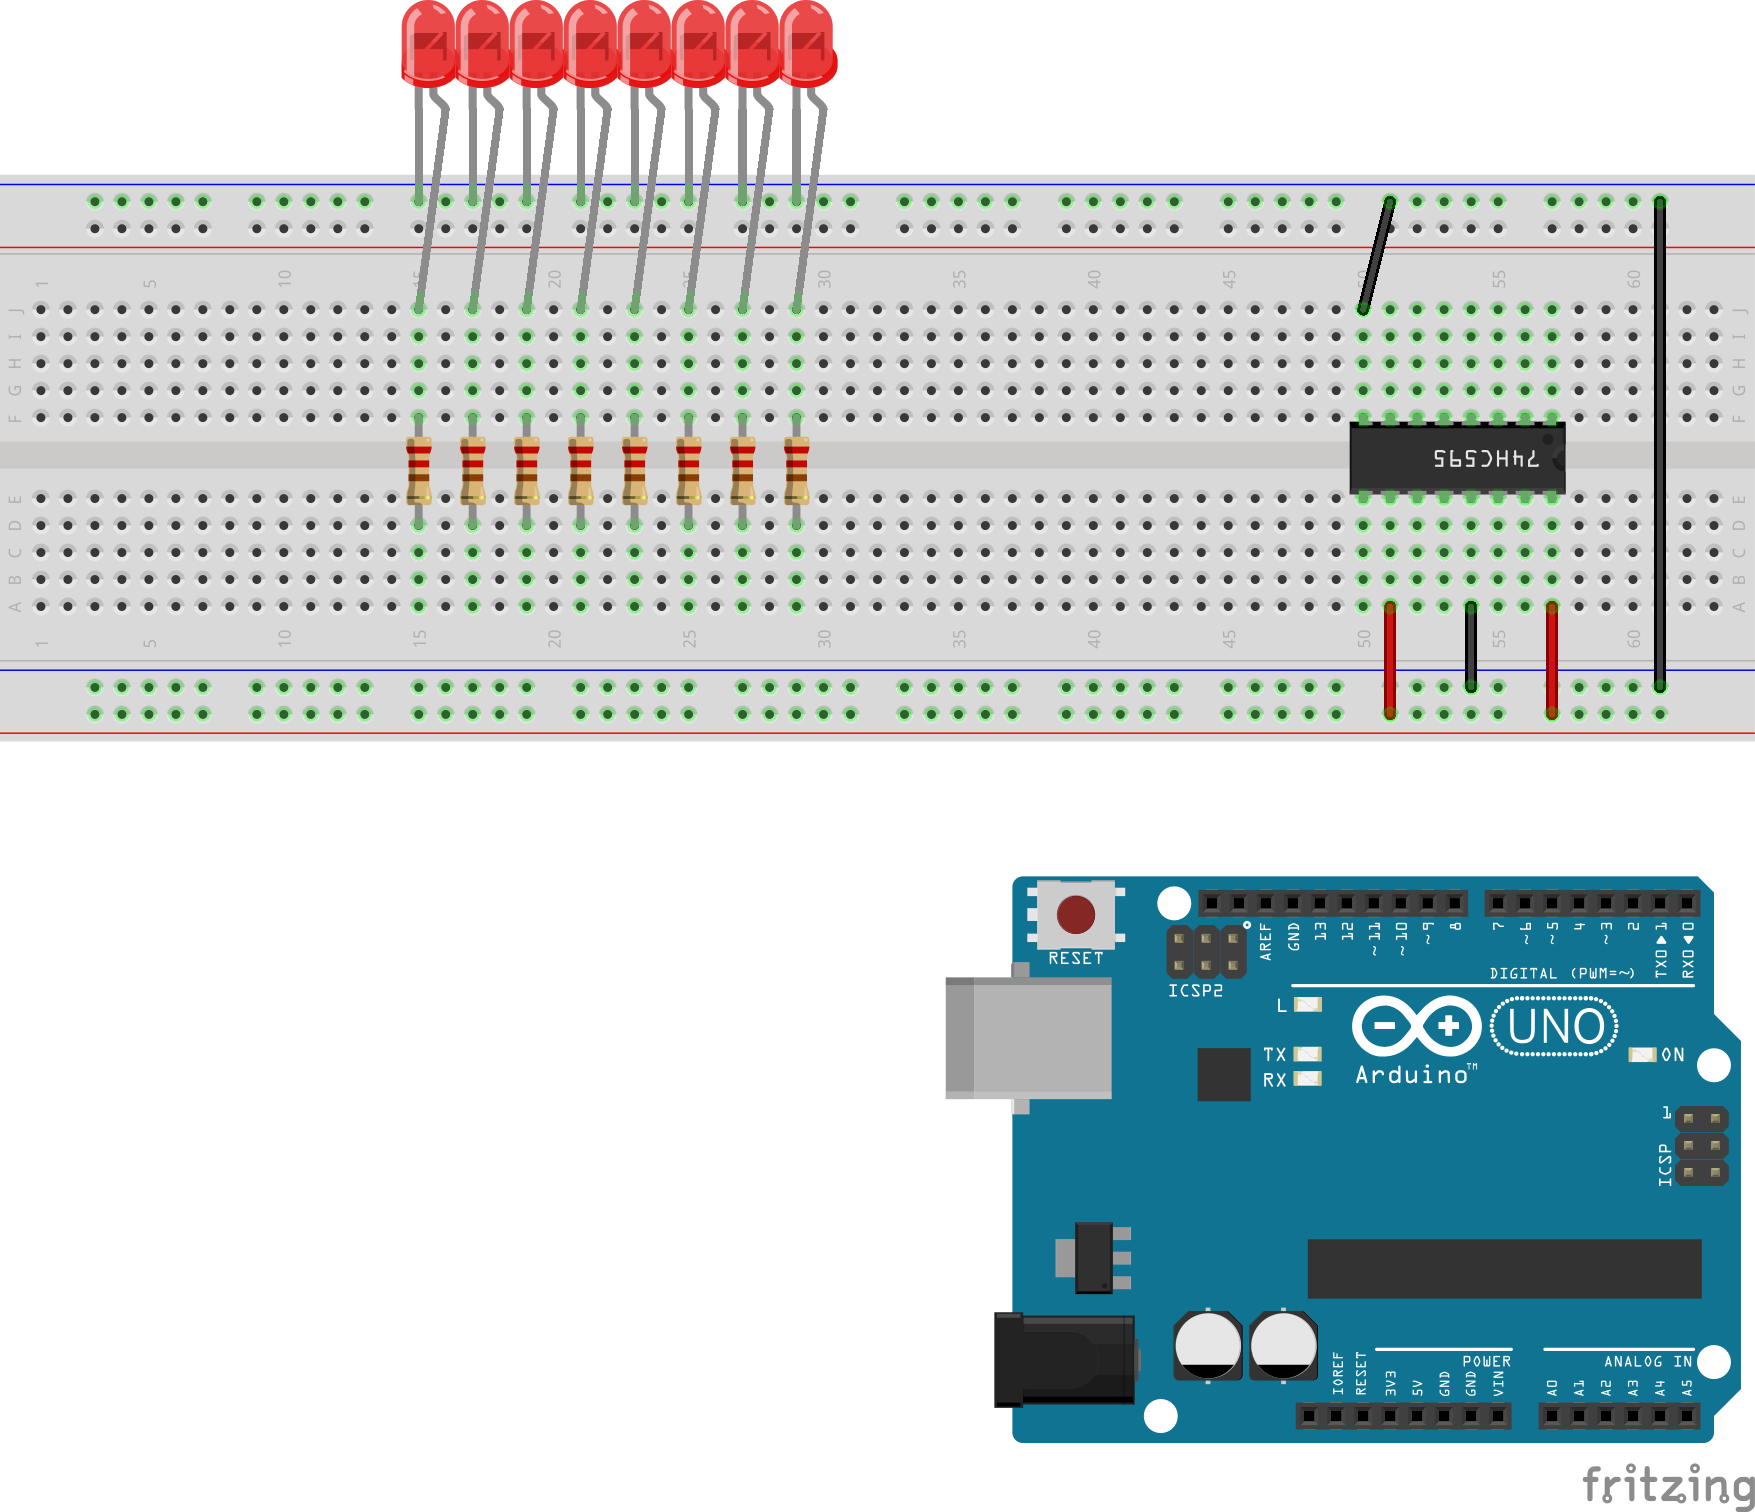 1 5 10 15 20 25 30 35 40 45 50 55 60
J J
I I
H H
G G
F F
74HC595
E E
D D
C C
B B
A A
1 5 10 15 20 25 30 35 40 45 50 55 60
RESET
ICSP2
AREF GND 13 12 ~11 ~10 ~9 8 7 ~6 ~5 4 ~3 2 TX0▶1 RX0◀0
DIGITAL (PWM=~)
L
TX
RX
UNO
Arduino™
ON
1
ICSP
POWER
ANALOG IN
IOREF RESET 3V3 5V GND GND VIN A0 A1 A2 A3 A4 A5
fritzing